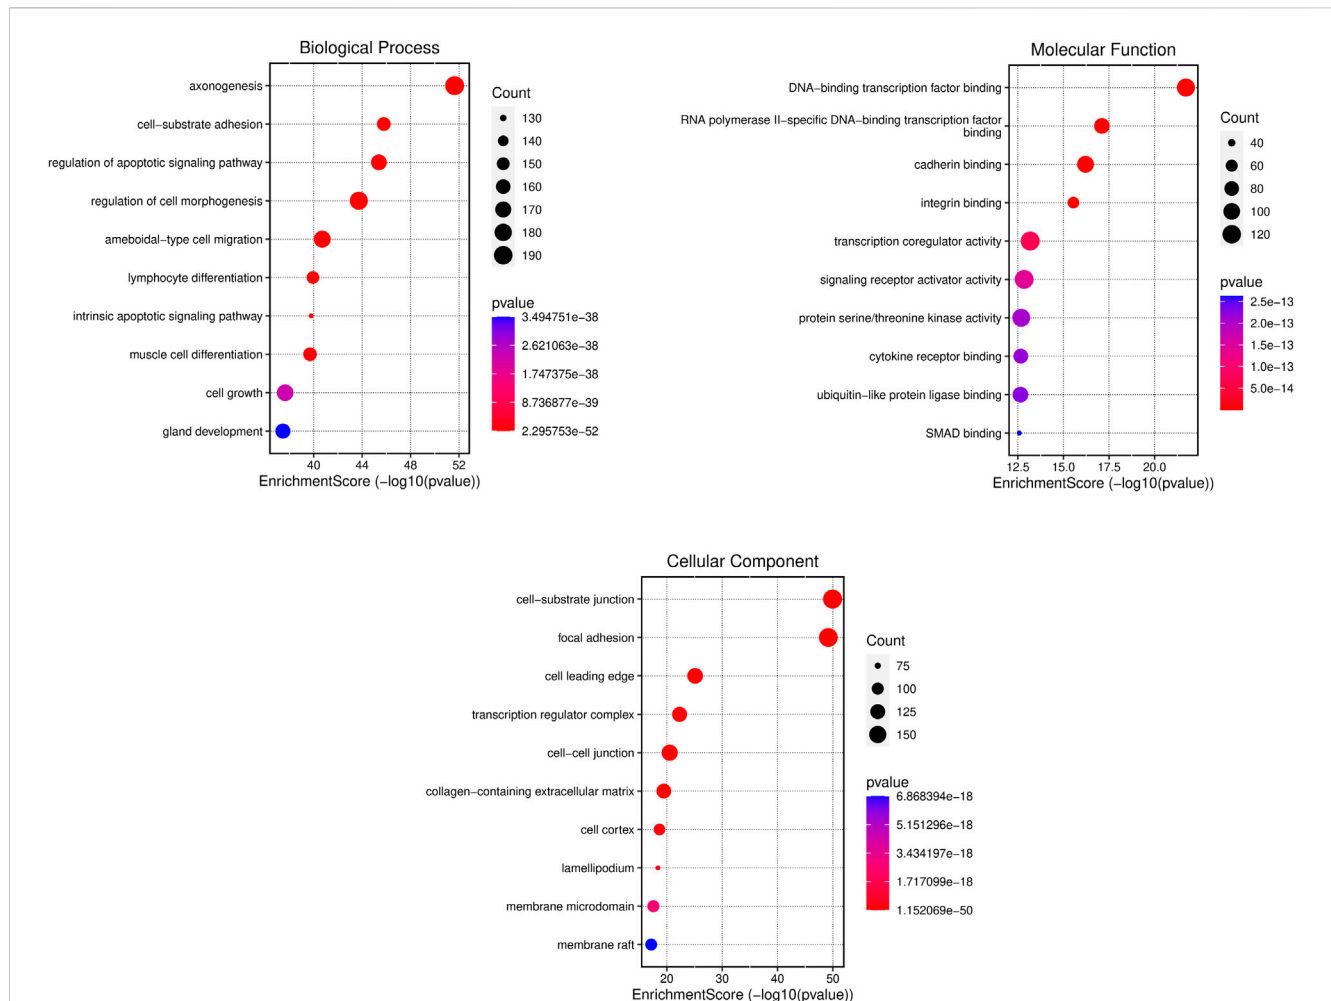 Biological Process
axonogenesis
cell−substrate adhesion
regulation of apoptotic signaling pathway
regulation of cell morphogenesis
ameboidal−type cell migration
lymphocyte differentiation
intrinsic apoptotic signaling pathway
muscle cell differentiation
cell growth
gland development
40 44 48 52
EnrichmentScore (−log10(pvalue))
Count
130
140
150
160
170
180
190
pvalue
3.494751e−38
2.621063e−38
1.747375e−38
8.736877e−39
2.295753e−52
Molecular Function
DNA−binding transcription factor binding
RNA polymerase II−specific DNA−binding transcription factor
binding
cadherin binding
integrin binding
transcription coregulator activity
signaling receptor activator activity
protein serine/threonine kinase activity
cytokine receptor binding
ubiquitin−like protein ligase binding
SMAD binding
12.5 15.0 17.5 20.0
EnrichmentScore (−log10(pvalue))
Count
40
60
80
100
120
pvalue
2.5e−13
2.0e−13
1.5e−13
1.0e−13
5.0e−14
Cellular Component
cell−substrate junction
focal adhesion
cell leading edge
transcription regulator complex
cell−cell junction
collagen−containing extracellular matrix
cell cortex
lamellipodium
membrane microdomain
membrane raft
20 30 40 50
EnrichmentScore (−log10(pvalue))
Count
75
100
125
150
pvalue
6.868394e−18
5.151296e−18
3.434197e−18
1.717099e−18
1.152069e−50